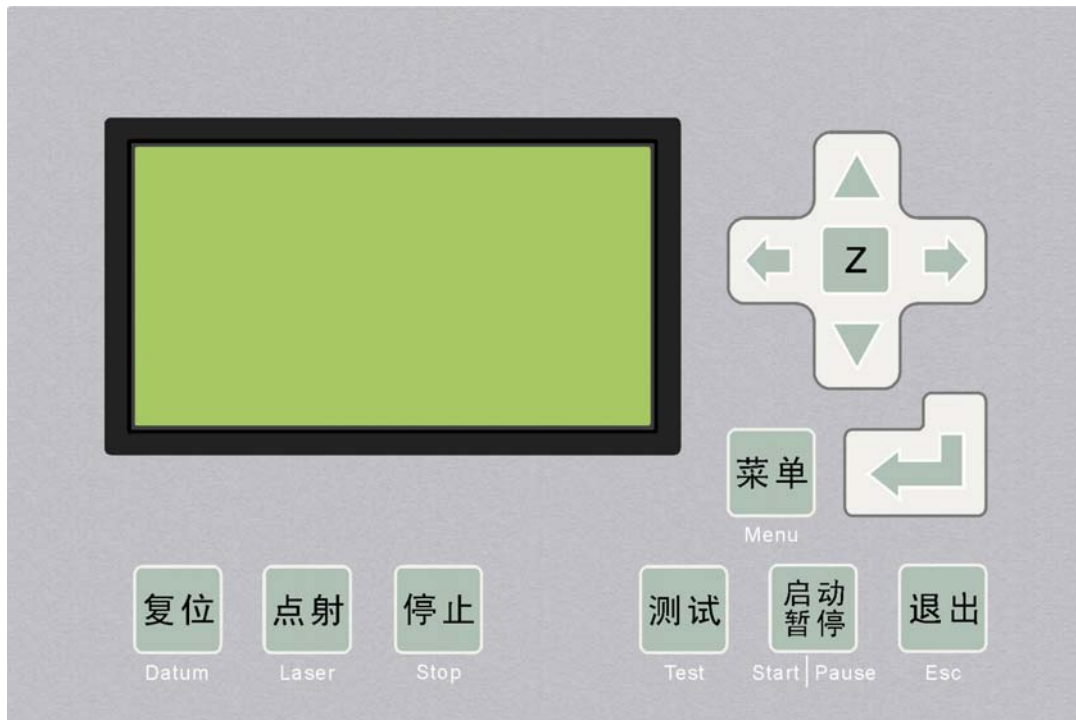 Z
菜单
Menu
复位
点射
停止
测试
启动
暂停
退出
Datum
Laser
Stop
Test
Start|Pause
Esc